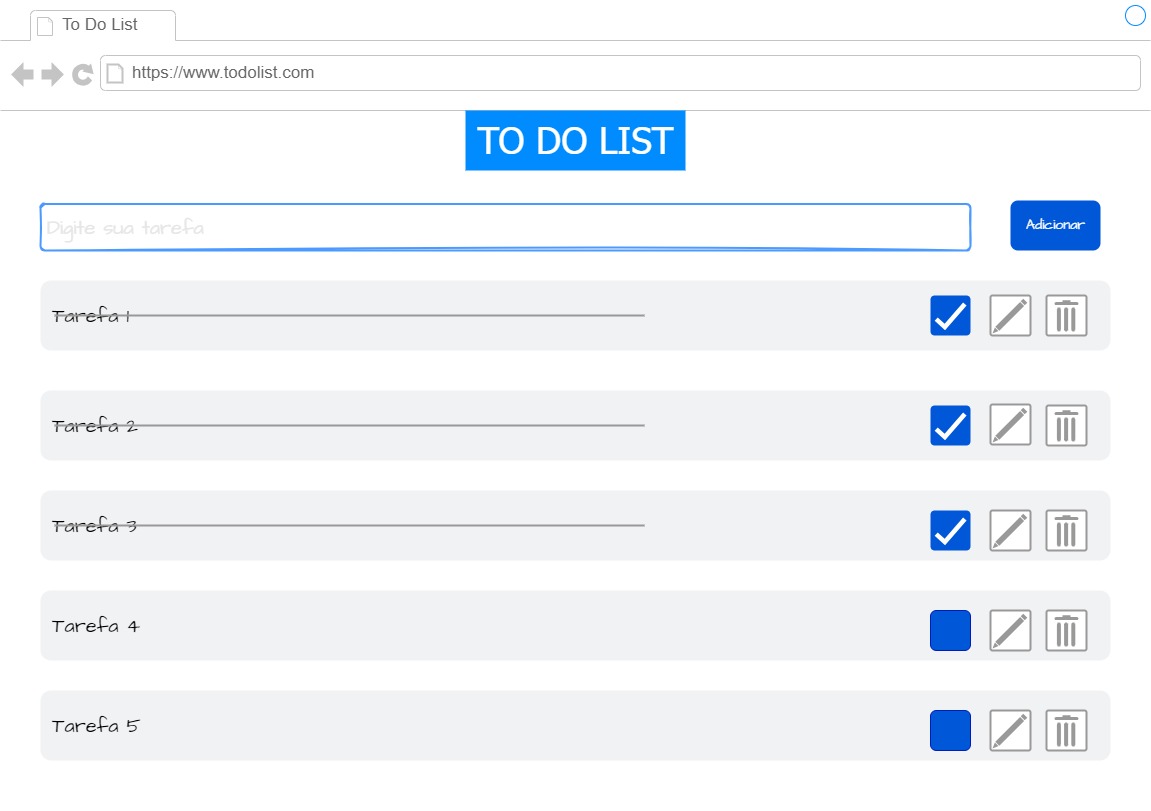 To Do List
https://www.todolist.com
TO DO LIST
Digite sua tarefa
Adicionar
Tarefa 1
Tarefa 2
Tarefa 3
Tarefa 4
Tarefa 5